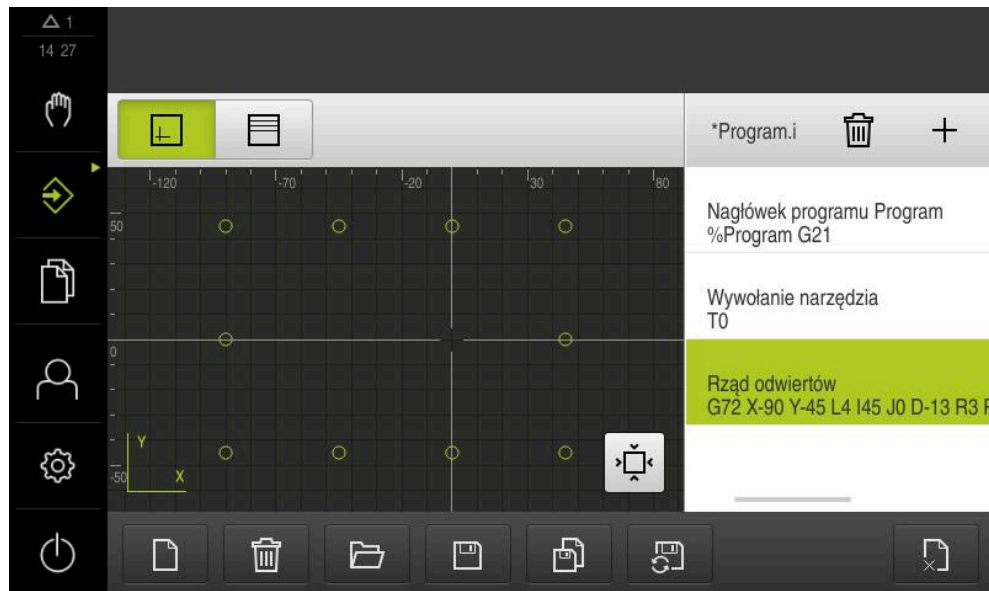 1
14 27
*Program.i
-120 -70 -20 30 80
Nagłówek programu Program
%Program G21
50
Wywołanie narzędzia
T0
0
Rząd odwiertów
G72 X-90 Y-45 L4 I45 J0 D-13 R3 F
Y
-50
X